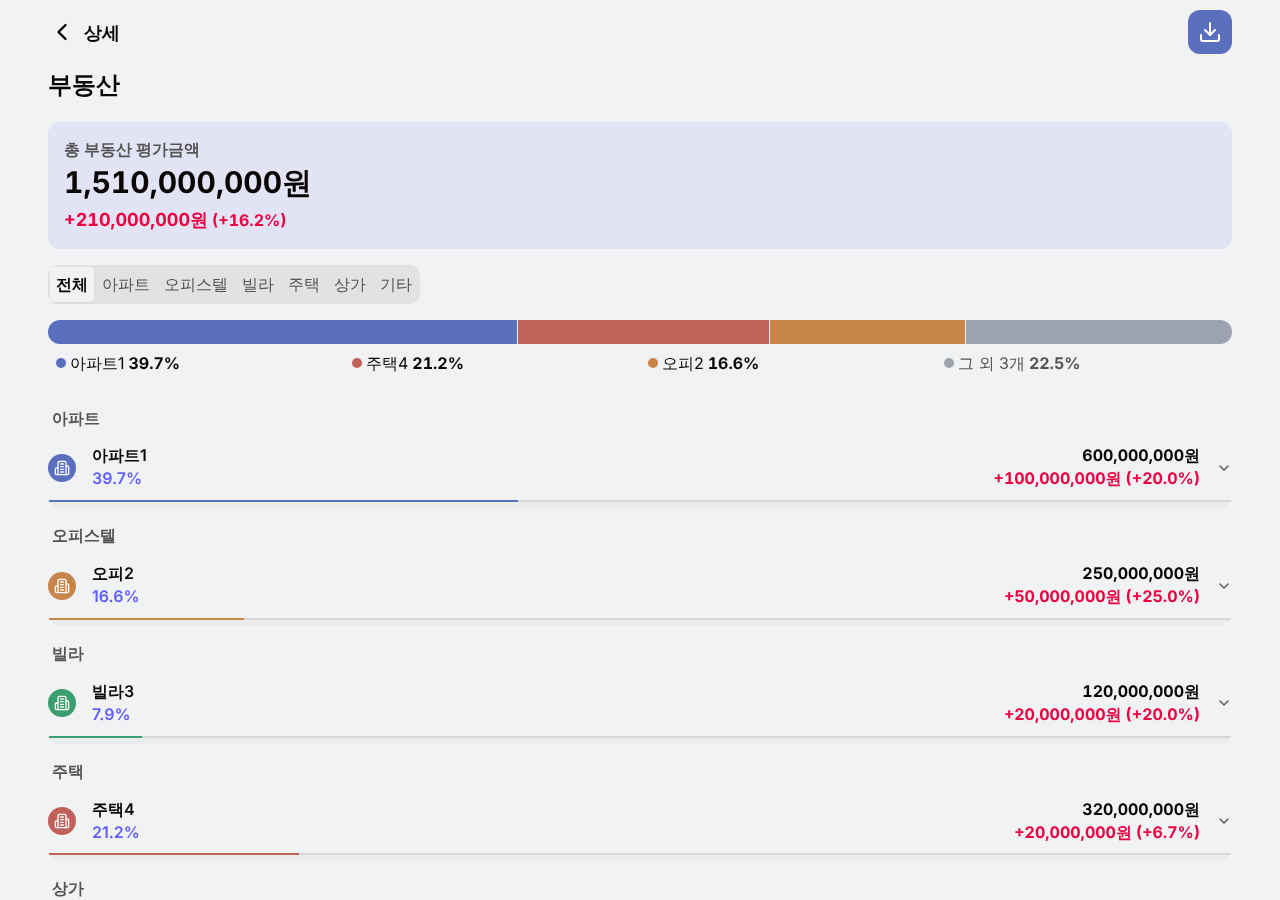 상세
부동산
총 부동산 평가금액
1,510,000,000원
+210,000,000원 (+16.2%)
전체 아파트 오피스텔 빌라 주택 상가 기타
아파트1 39.7% 주택4 21.2% 오피2 16.6% 그 외 3개 22.5%
아파트
아파트1 600,000,000원
39.7% +100,000,000원 (+20.0%)
오피스텔
오피2 250,000,000원
16.6% +50,000,000원 (+25.0%)
빌라
빌라3 120,000,000원
7.9% +20,000,000원 (+20.0%)
주택
주택4 320,000,000원
21.2% +20,000,000원 (+6.7%)
상가